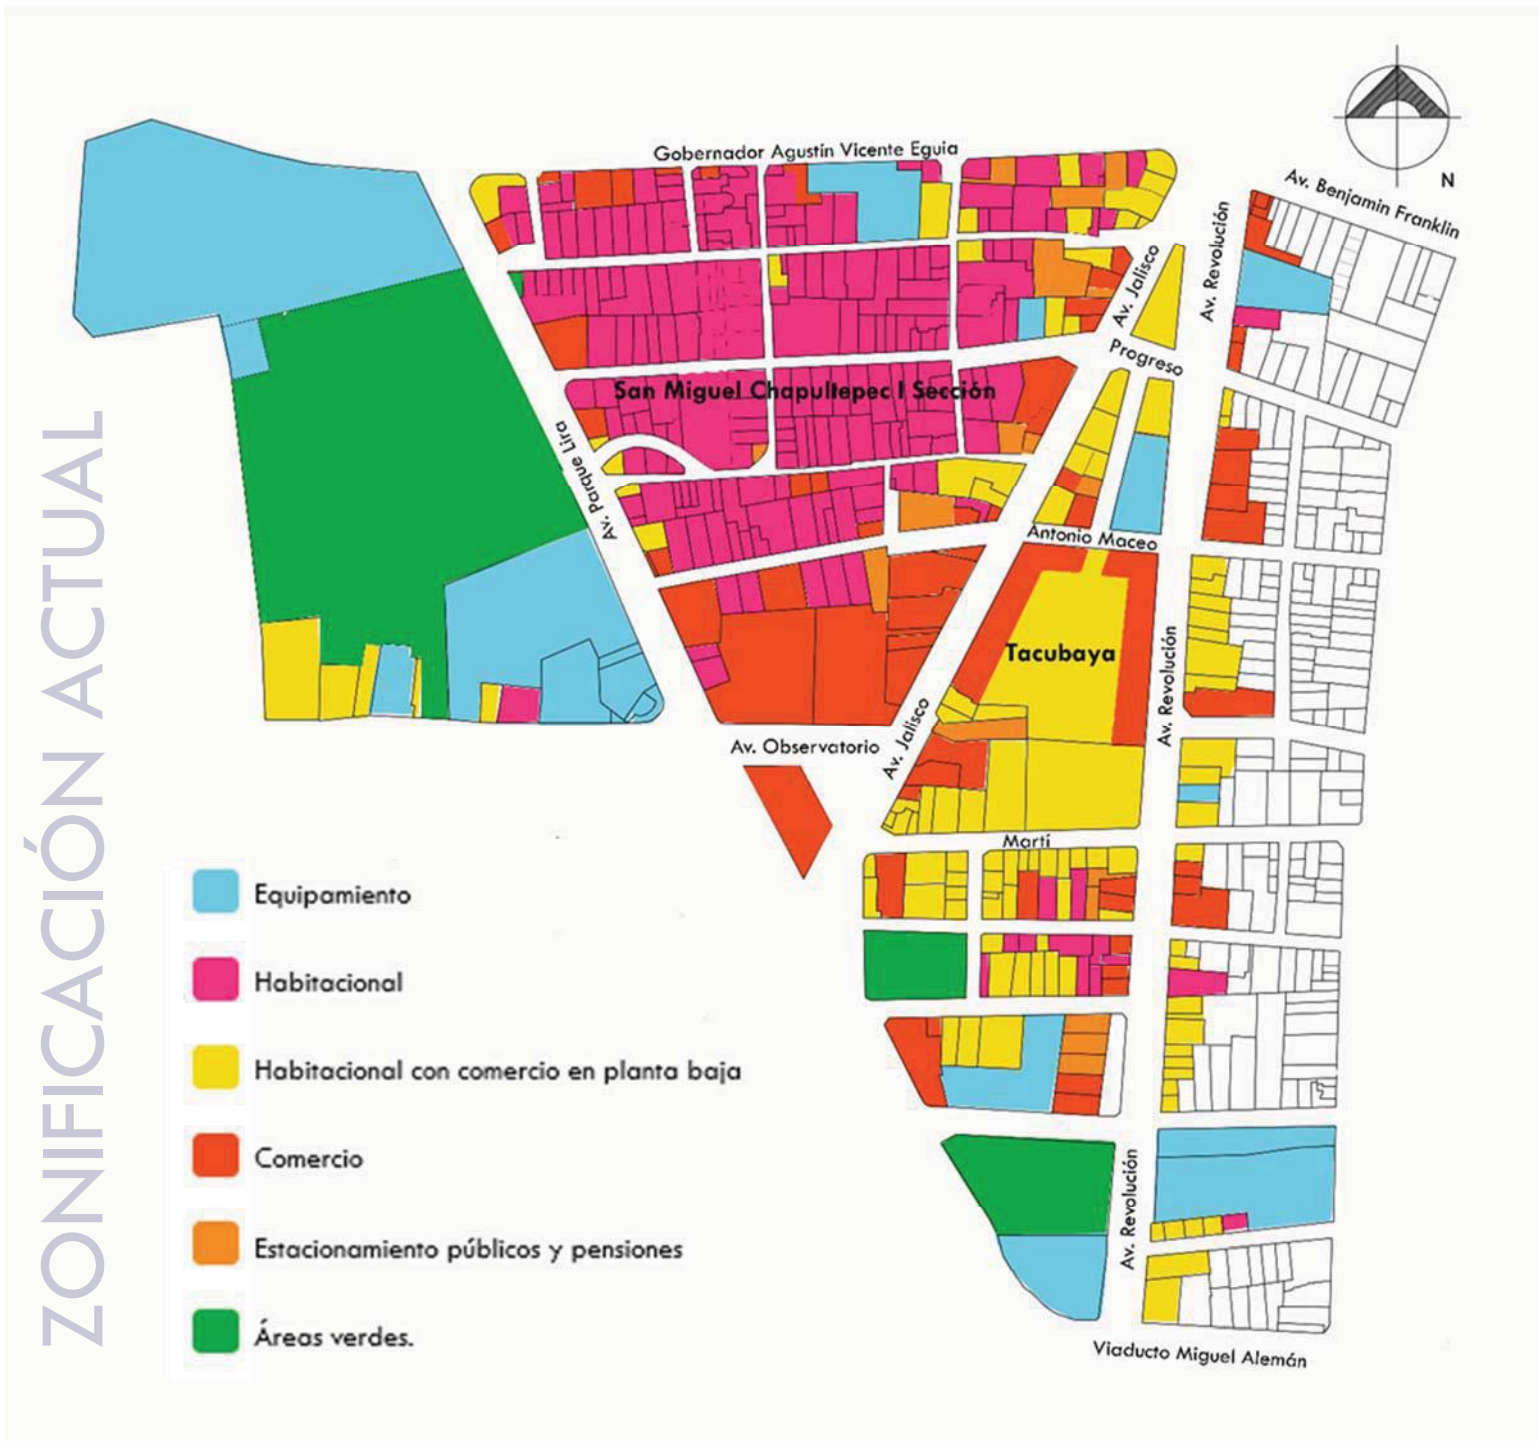 ZONIFICACIÓN ACTUAL
Gobernador Agustín Vicente Eguia
N
Av. Benjamin Franklin
Av. Revolución
Av. Jalisco
Progreso
San Miguel Chapultepec I Sección
Av. Parque Lira
Antonio Maceo
Tacubaya
Av. Revolución
Av. Jalisco
Av. Observatorio
Martí
Equipamiento
Habitacional
Habitacional con comercio en planta baja
Comercio
Estacionamiento públicos y pensiones
Áreas verdes.
Av. Revolución
Viaducto Miguel Alemán